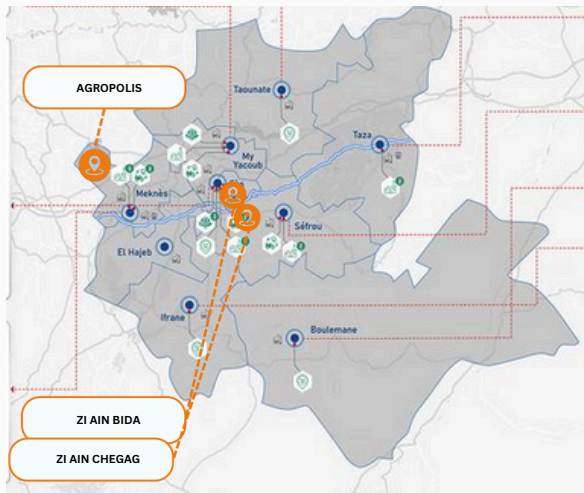 AGROPOLIS
Taounate
Taza
My
Yacoub
Meknès
Séfrou
El Hajeb
Ifrane
Boulemane
ZI AIN BIDA
ZI AIN CHEGAG